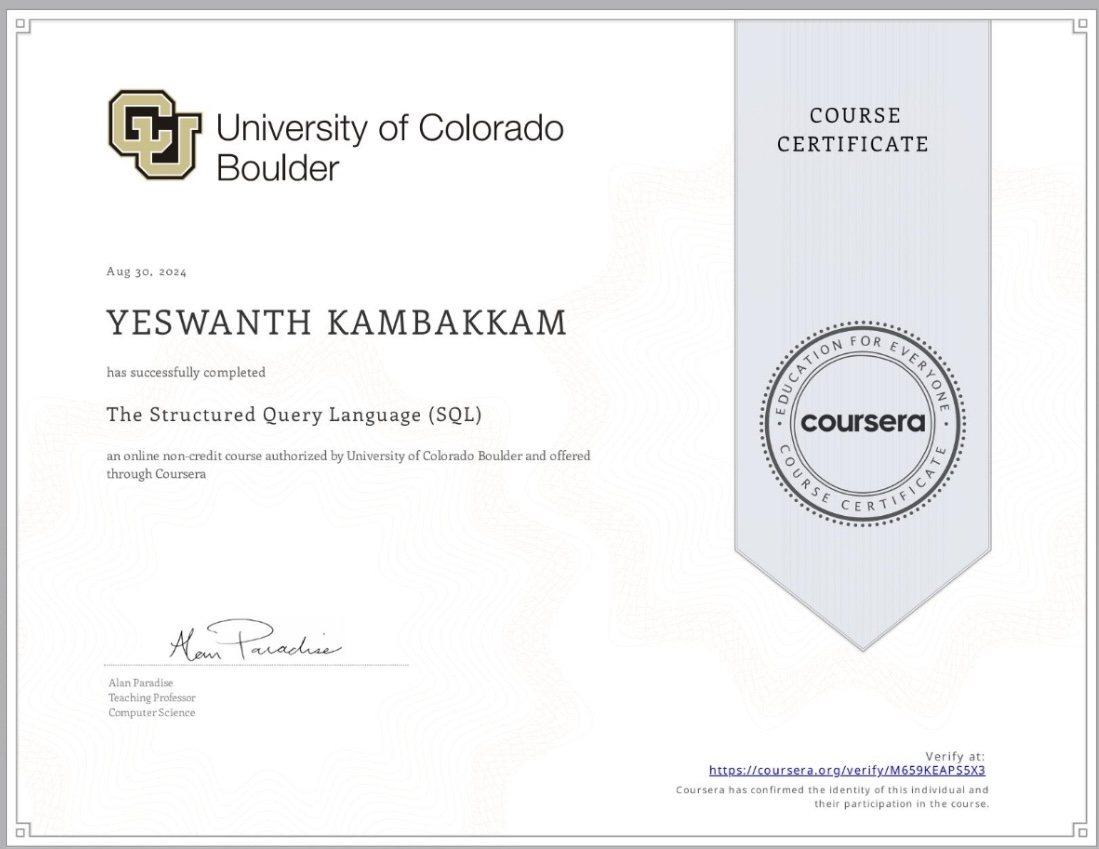 University of Colorado
Boulder
COURSE
CERTIFICATE
Aug 30, 2024
YESWANTH KAMBAKKAM
has successfully completed
The Structured Query Language (SQL)
an online non-credit course authorized by University of Colorado Boulder and offered
through Coursera
EDUCATION FOR EVERYONE
coursera
COURSE CERTIFICATE
Alan Paradise
Alan Paradise
Teaching Professor
Computer Science
Verify at:
https://coursera.org/verify/M659KEAPS5X3
Coursera has confirmed the identity of this individual and
their participation in the course.